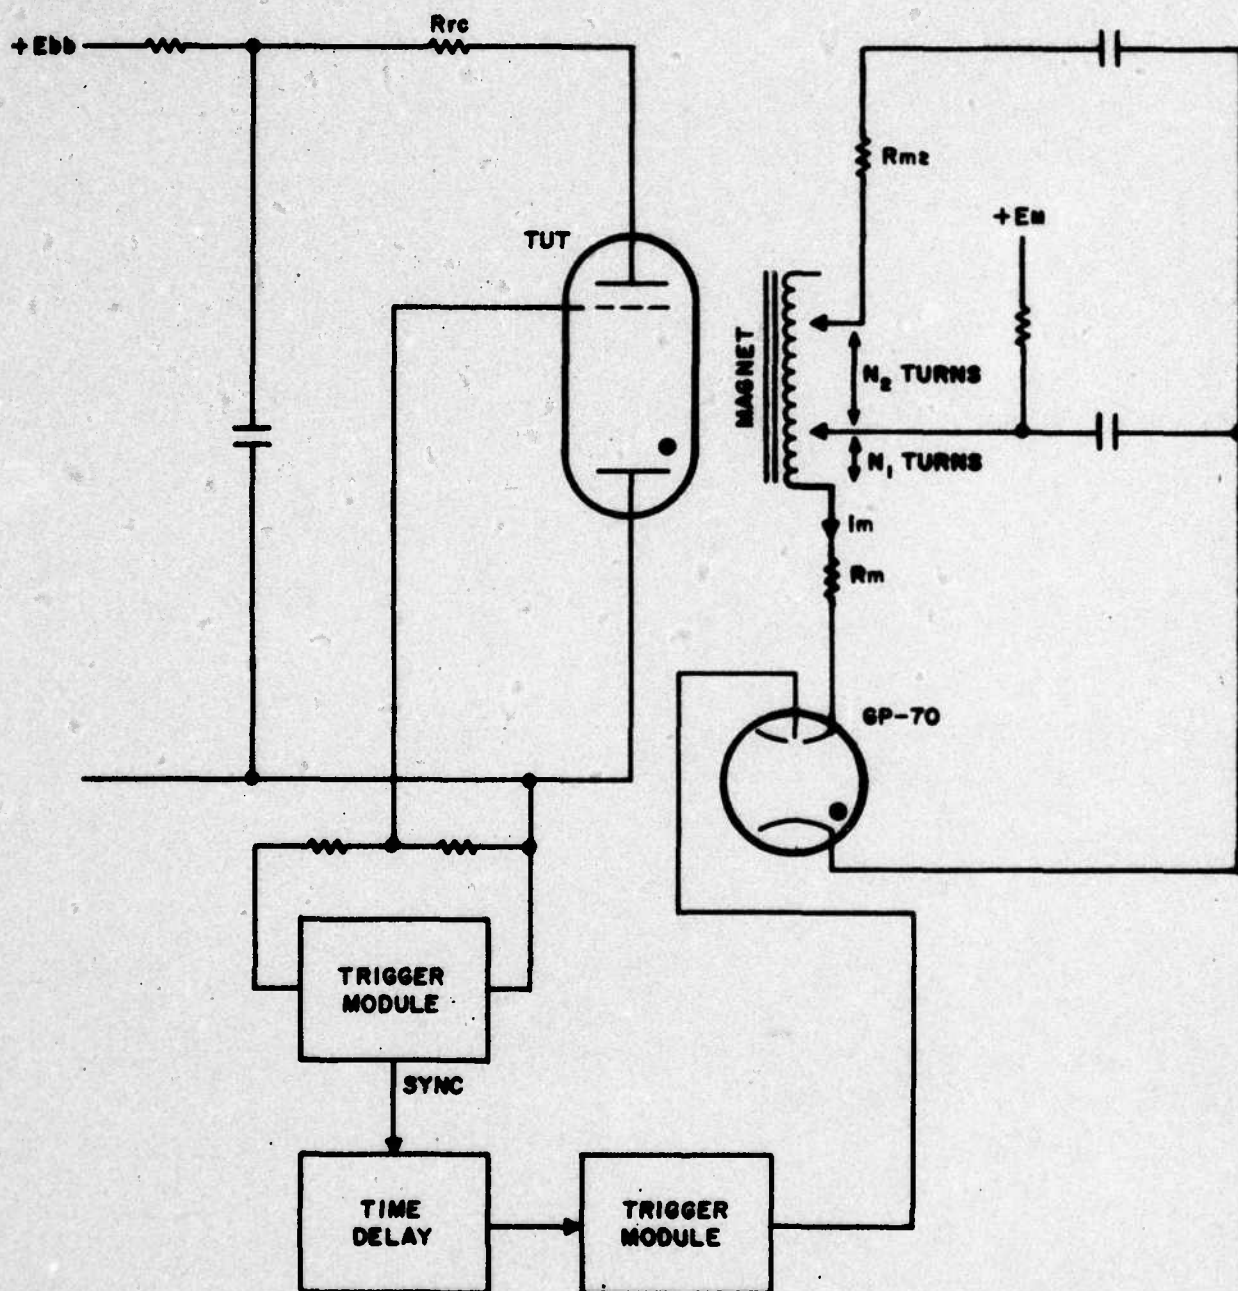 Rrc
+Ebb
Rm2
+EM
TUT
MAGNET
N2 TURNS
N1 TURNS
Im
Rm
GP-70
TRIGGER
MODULE
SYNC
TIME
DELAY
TRIGGER
MODULE